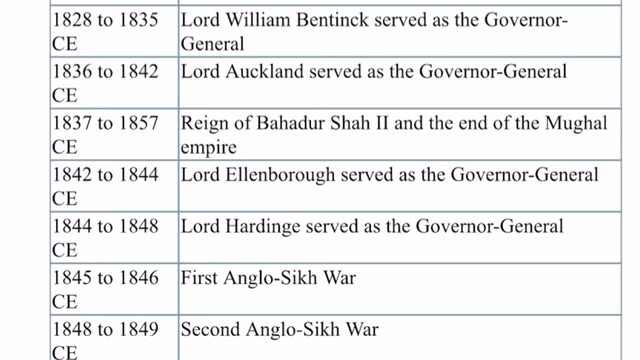 1828 to 1835 Lord William Bentinck served as the Governor-
CE General
1836 to 1842 Lord Auckland served as the Governor-General
CE
1837 to 1857 Reign of Bahadur Shah II and the end of the Mughal
CE empire
1842 to 1844 Lord Ellenborough served as the Governor-General
CE
1844 to 1848 Lord Hardinge served as the Governor-General
CE
1845 to 1846 First Anglo-Sikh War
CE
1848 to 1849 Second Anglo-Sikh War
CE